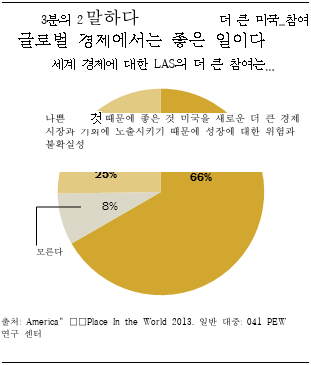 3분의 2 말하다 더 큰 미국_참여
글로벌 경제에서는 좋은 일이다
세계 경제에 대한 LAS의 더 큰 참여는...
나쁜 것 때문에 좋은 것 미국을 새로운 더 큰 경제
시장과 기회에 노출시키기 때문에 성장에 대한 위험과
불확실성
25%
66%
8%
모른다
출처: America" □□Place In the World 2013. 일반 대중: 041 PEW
연구 센터